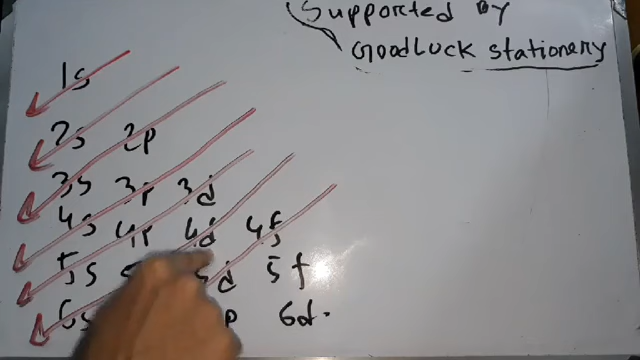 Supported by
GoodLuck stationery
1s
2s 2p
3s 3p 3d
4s 4p 4d 4f
5s 5d 5f
6s p 6d.